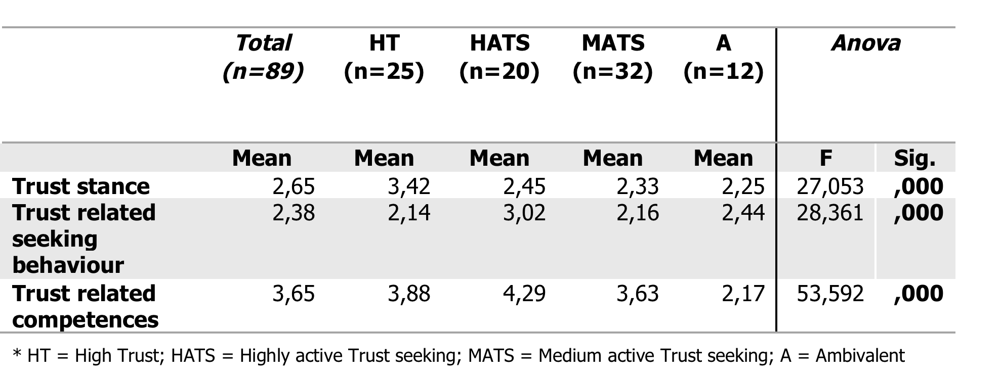 Total HT HATS MATS A Anova
(n=89) (n=25) (n=20) (n=32) (n=12)
Mean Mean Mean Mean Mean F Sig.
Trust stance 2,65 3,42 2,45 2,33 2,25 27,053 ,000
Trust related 2,38 2,14 3,02 2,16 2,44 28,361 ,000
seeking
behaviour
Trust related 3,65 3,88 4,29 3,63 2,17 53,592 ,000
competences
* HT = High Trust; HATS = Highly active Trust seeking; MATS = Medium active Trust seeking; A = Ambivalent